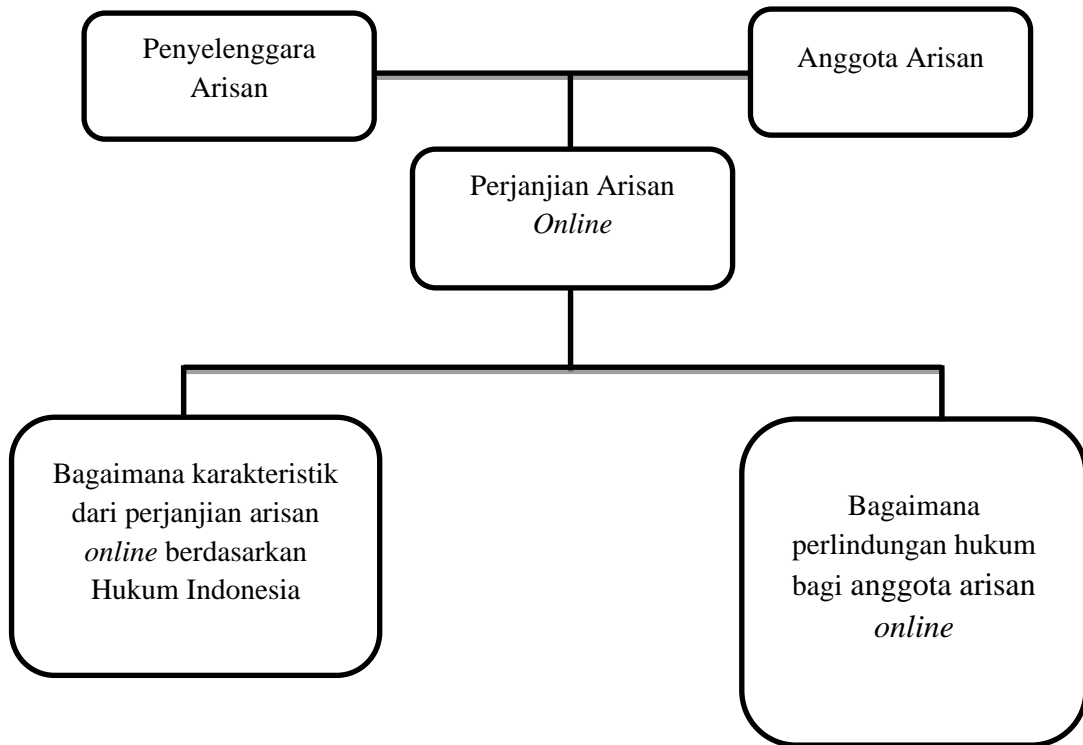 Penyelenggara
Arisan
Anggota Arisan
Perjanjian Arisan
Online
Bagaimana karakteristik
dari perjanjian arisan
online berdasarkan
Hukum Indonesia
Bagaimana
perlindungan hukum
bagi anggota arisan
online